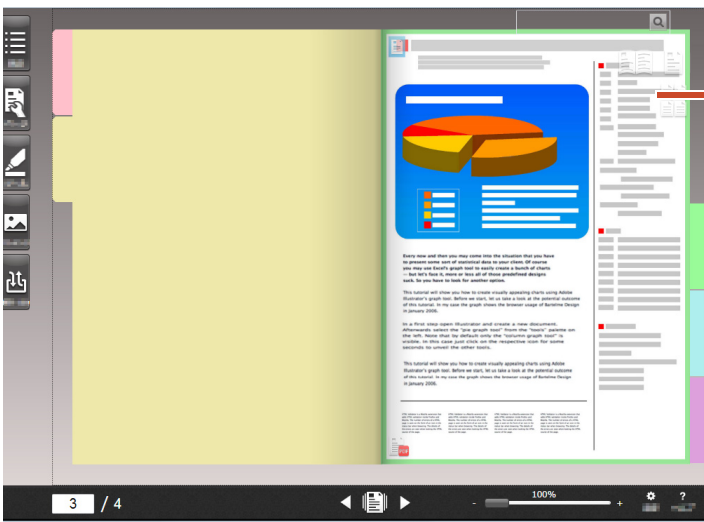 Every now and then you may come into the situation that you have
to present some sort of statistical data to your client. Of course
you may use Excel's graph tool to easily create a bunch of charts
— but let's face it, more or less all of those predefined designs
suck. So you have to look for another option.
This tutorial will show you how to create visually appealing charts using Adobe
Illustrator's graph tool. Before we start, let us take a look at the potential outcome
of this tutorial. In my case the graph shows the browser usage of Bartelme Design
in January 2006.
In a first step open Illustrator and create a new document.
Afterwards select the "pie graph tool" from the "tools" palette on
the left. Note that by default only the "column graph tool" is
visible. In this case just click on the respective icon for some
seconds to unveil the other tools.
This tutorial will show you how to create visually appealing charts using Adobe
Illustrator's graph tool. Before we start, let us take a look at the potential outcome
of this tutorial. In my case the graph shows the browser usage of Bartelme Design
in January 2006.
PDF
3 / 4
- 100% +
?